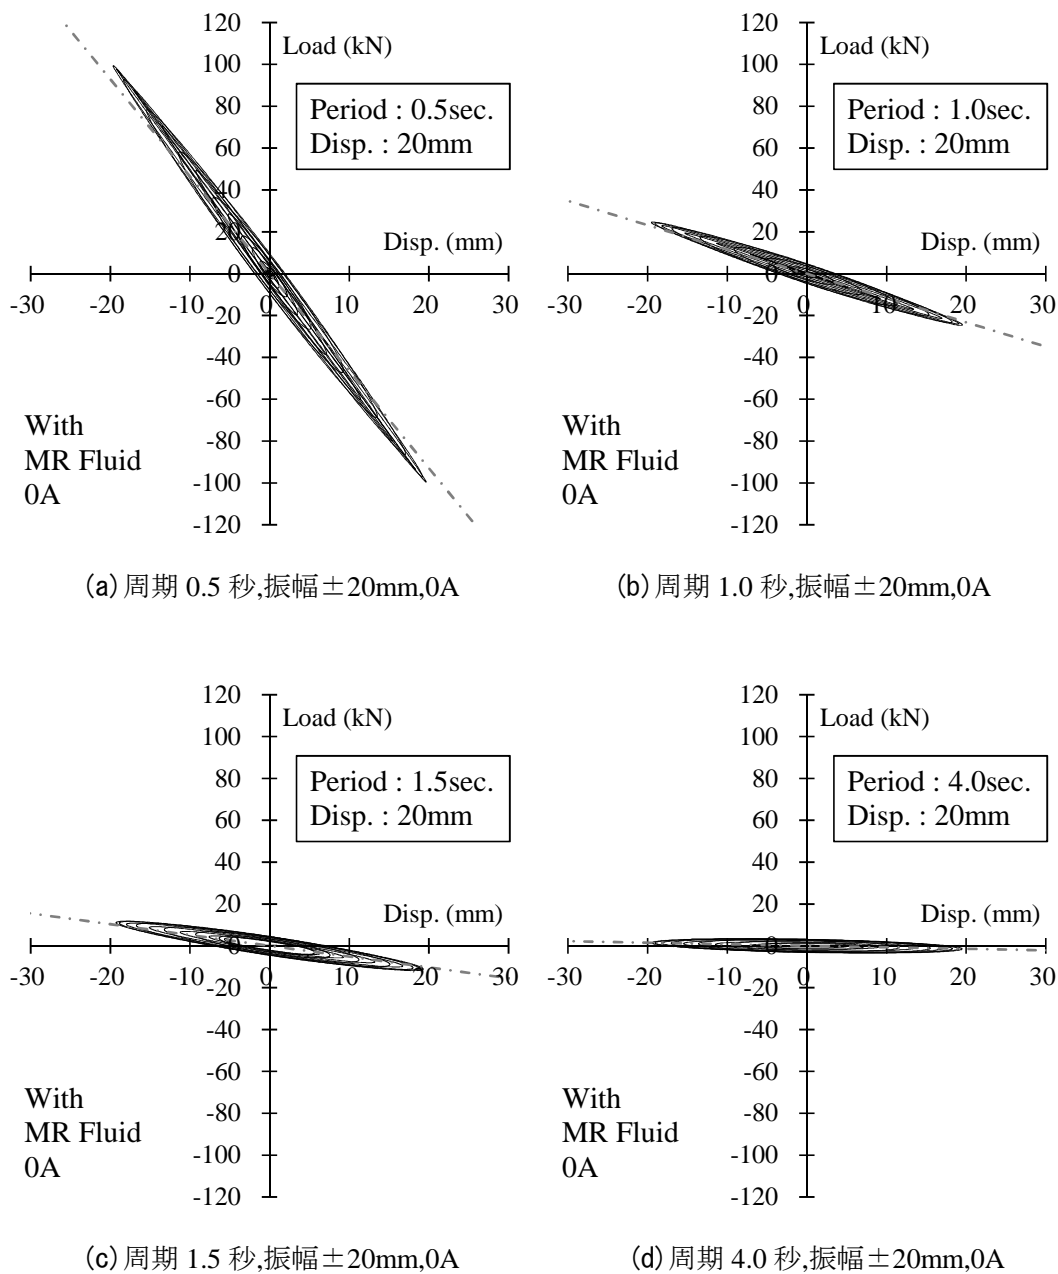 120
Load (kN)
100
80
60
40
20
0
-20
-40
-60
-80
-100
-120
Period : 0.5sec.
Disp. : 20mm
Disp. (mm)
-30 -20 -10 0 10 20 30
With
MR Fluid
0A
(a)周期 0.5 秒,振幅±20mm,0A
120
Load (kN)
100
80
60
40
20
0
-20
-40
-60
-80
-100
-120
Period : 1.0sec.
Disp. : 20mm
Disp. (mm)
-30 -20 -10 0 10 20 30
With
MR Fluid
0A
(b)周期 1.0 秒,振幅±20mm,0A
120
Load (kN)
100
80
60
40
20
0
-20
-40
-60
-80
-100
-120
Period : 1.5sec.
Disp. : 20mm
Disp. (mm)
-30 -20 -10 0 10 20 30
With
MR Fluid
0A
(c)周期 1.5 秒,振幅±20mm,0A
120
Load (kN)
100
80
60
40
20
0
-20
-40
-60
-80
-100
-120
Period : 4.0sec.
Disp. : 20mm
Disp. (mm)
-30 -20 -10 0 10 20 30
With
MR Fluid
0A
(d)周期 4.0 秒,振幅±20mm,0A